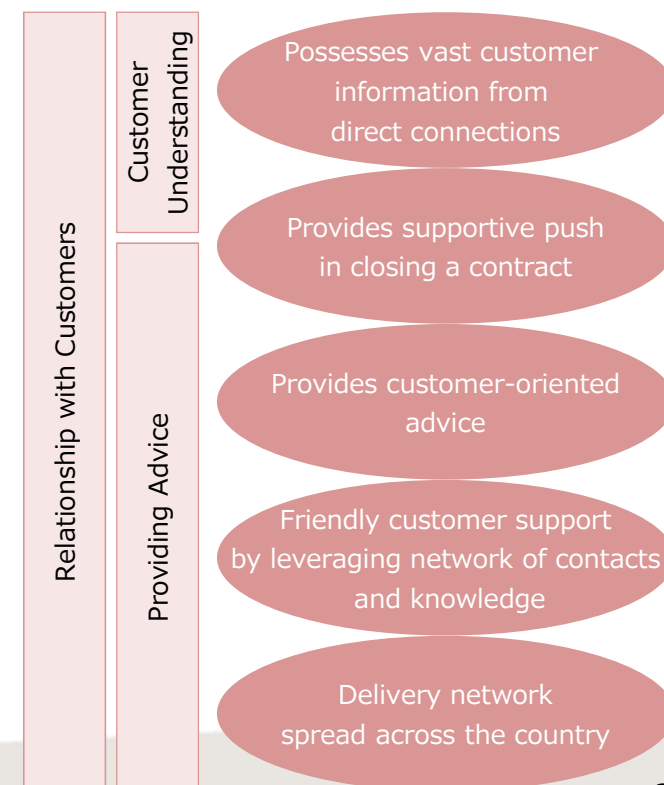 Relationship with Customers
Customer
Understanding
Providing Advice
Possesses vast customer
information from
direct connections
Provides supportive push
in closing a contract
Provides customer-oriented
advice
Friendly customer support
by leveraging network of contacts
and knowledge
Delivery network
spread across the country